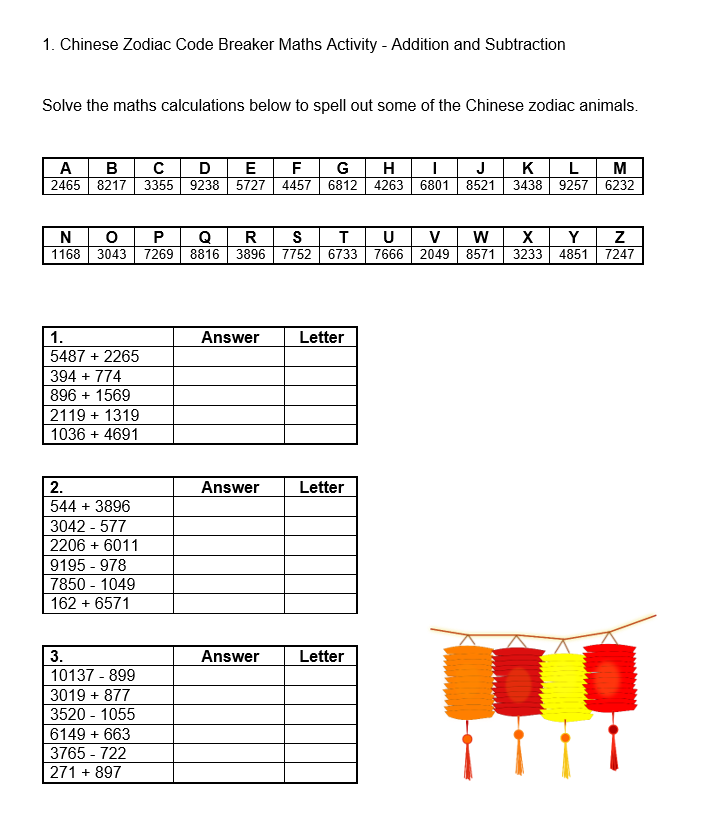 1. Chinese Zodiac Code Breaker Maths Activity - Addition and Subtraction
Solve the maths calculations below to spell out some of the Chinese zodiac animals.
A B C D E F G H I J K L M
2465 8217 3355 9238 5727 4457 6812 4263 6801 8521 3438 9257 6232
N O P Q R S T U V W X Y Z
1168 3043 7269 8816 3896 7752 6733 7666 2049 8571 3233 4851 7247
1. Answer Letter
5487 + 2265
394 + 774
896 + 1569
2119 + 1319
1036 + 4691
2. Answer Letter
544 + 3896
3042 - 577
2206 + 6011
9195 - 978
7850 - 1049
162 + 6571
3. Answer Letter
10137 - 899
3019 + 877
3520 - 1055
6149 + 663
3765 - 722
271 + 897